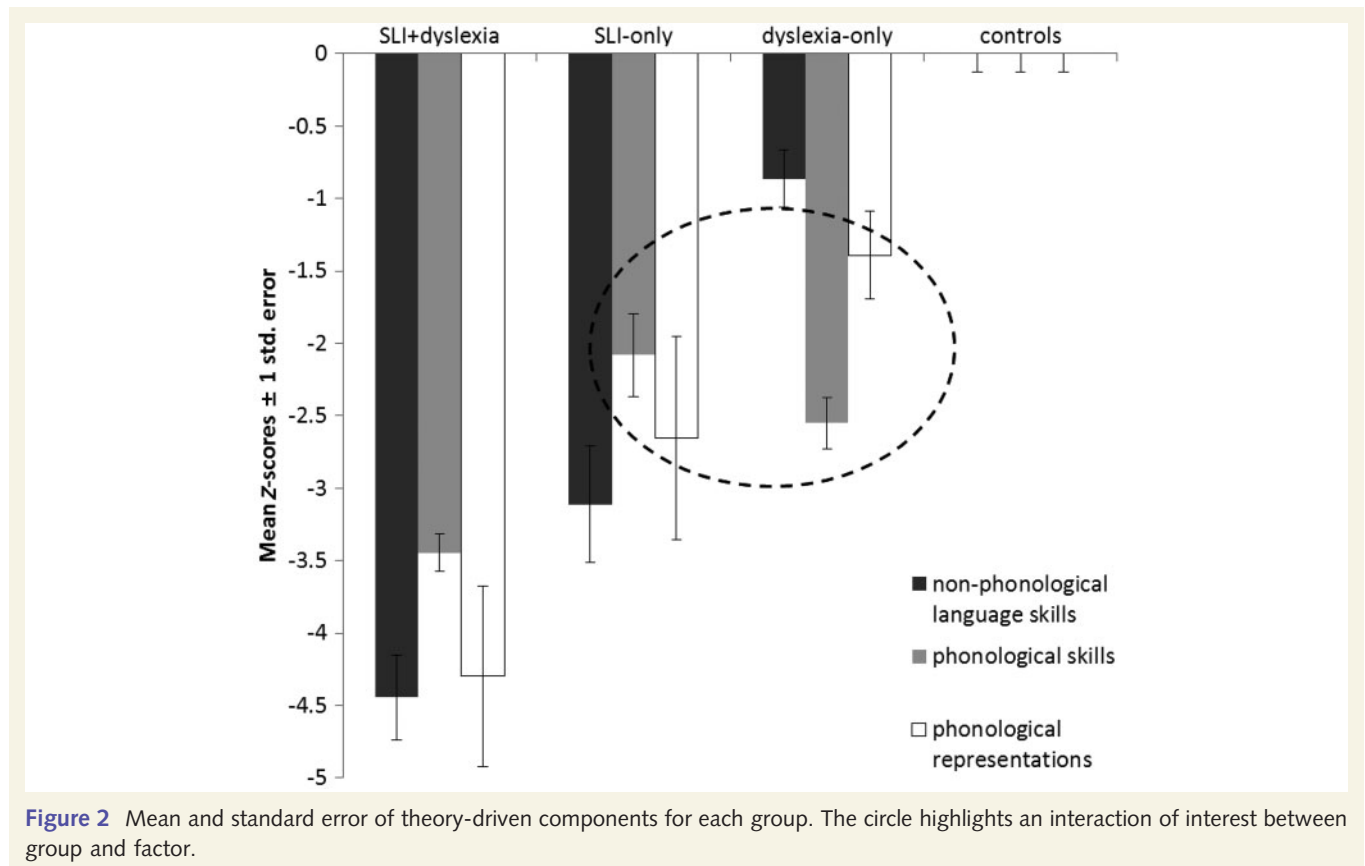 SLI+dyslexia SLI-only dyslexia-only controls
0
-0.5
-1
-1.5
-2
-2.5
-3
-3.5
-4
-4.5
-5
Mean Z-scores ± 1 std. error
non-phonological
language skills
phonological skills
phonological
representations
Figure 2 Mean and standard error of theory-driven components for each group. The circle highlights an interaction of interest between
group and factor.